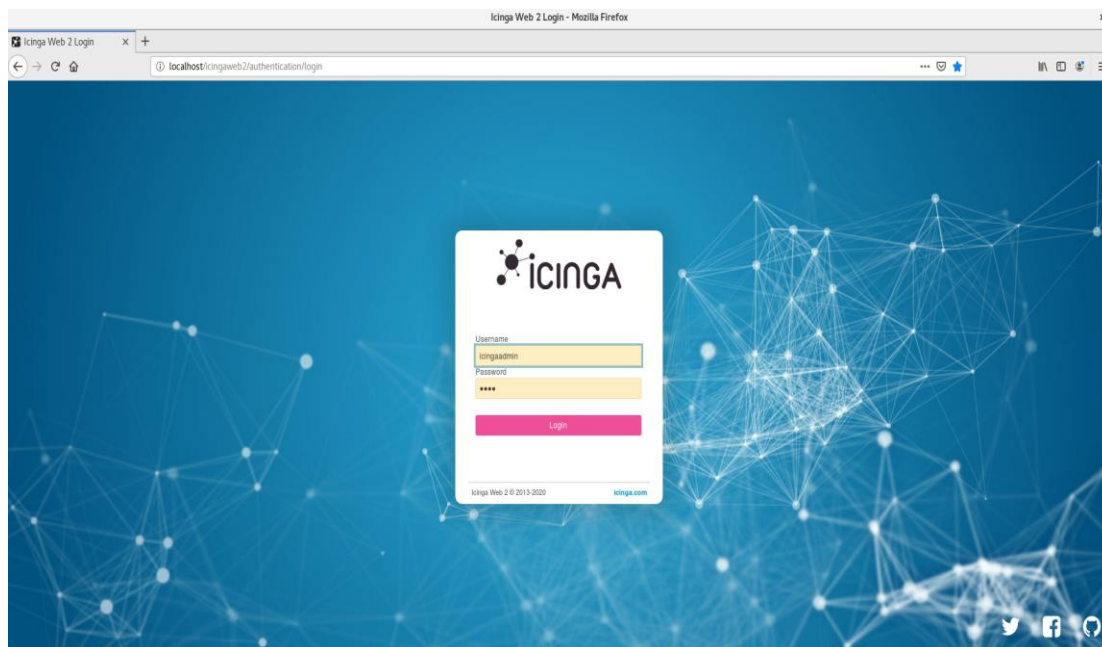 Icinga Web 2 Login - Mozilla Firefox
Icinga Web 2 Login
localhost/icingaweb2/authentication/login
ICINGA
Username
icingaadmin
Password
Login
Icinga Web 2 © 2013-2020 icinga.com